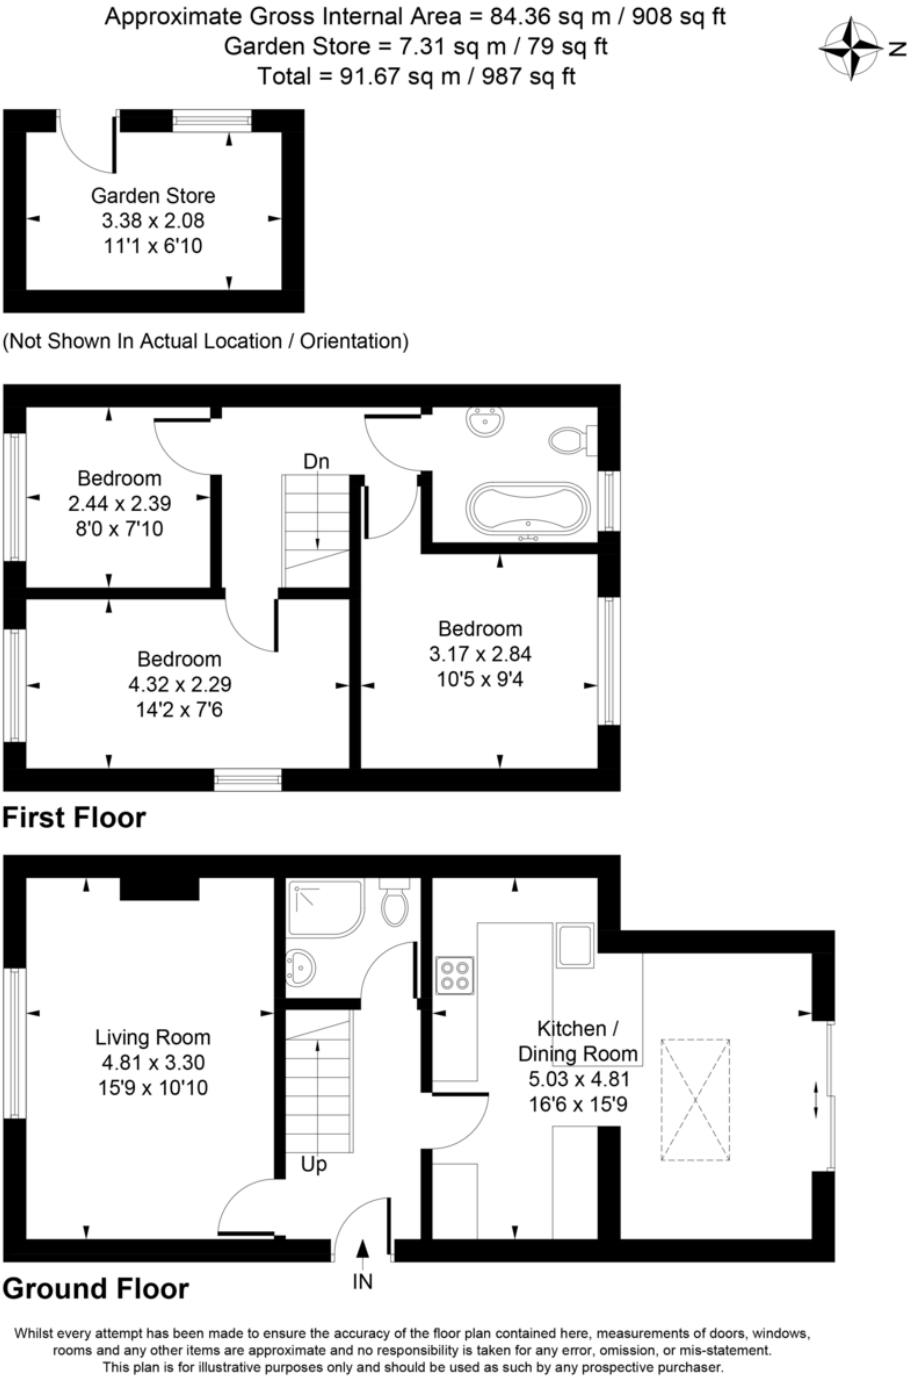 Approximate Gross Internal Area = 84.36 sq m / 908 sq ft
Garden Store = 7.31 sq m / 79 sq ft
Total = 91.67 sq m / 987 sq ft
N
Garden Store
3.38 x 2.08
11'1 x 6'10
(Not Shown In Actual Location / Orientation)
Dn
Bedroom
2.44 x 2.39
8'0 x 7'10
Bedroom
3.17 x 2.84
10'5 x 9'4
Bedroom
4.32 x 2.29
14'2 x 7'6
First Floor
Living Room
4.81 x 3.30
15'9 x 10'10
Kitchen /
Dining Room
5.03 x 4.81
16'6 x 15'9
Up
IN
Ground Floor
Whilst every attempt has been made to ensure the accuracy of the floor plan contained here, measurements of doors, windows,
rooms and any other items are approximate and no responsibility is taken for any error, omission, or mis-statement.
This plan is for illustrative purposes only and should be used as such by any prospective purchaser.